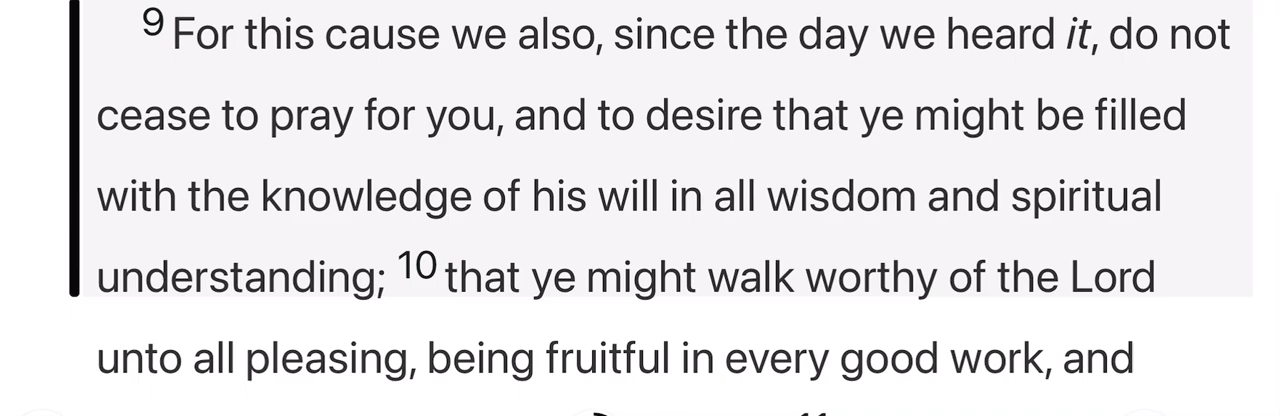 9 For this cause we also, since the day we heard it, do not
cease to pray for you, and to desire that ye might be filled
with the knowledge of his will in all wisdom and spiritual
understanding; 10 that ye might walk worthy of the Lord
unto all pleasing, being fruitful in every good work, and